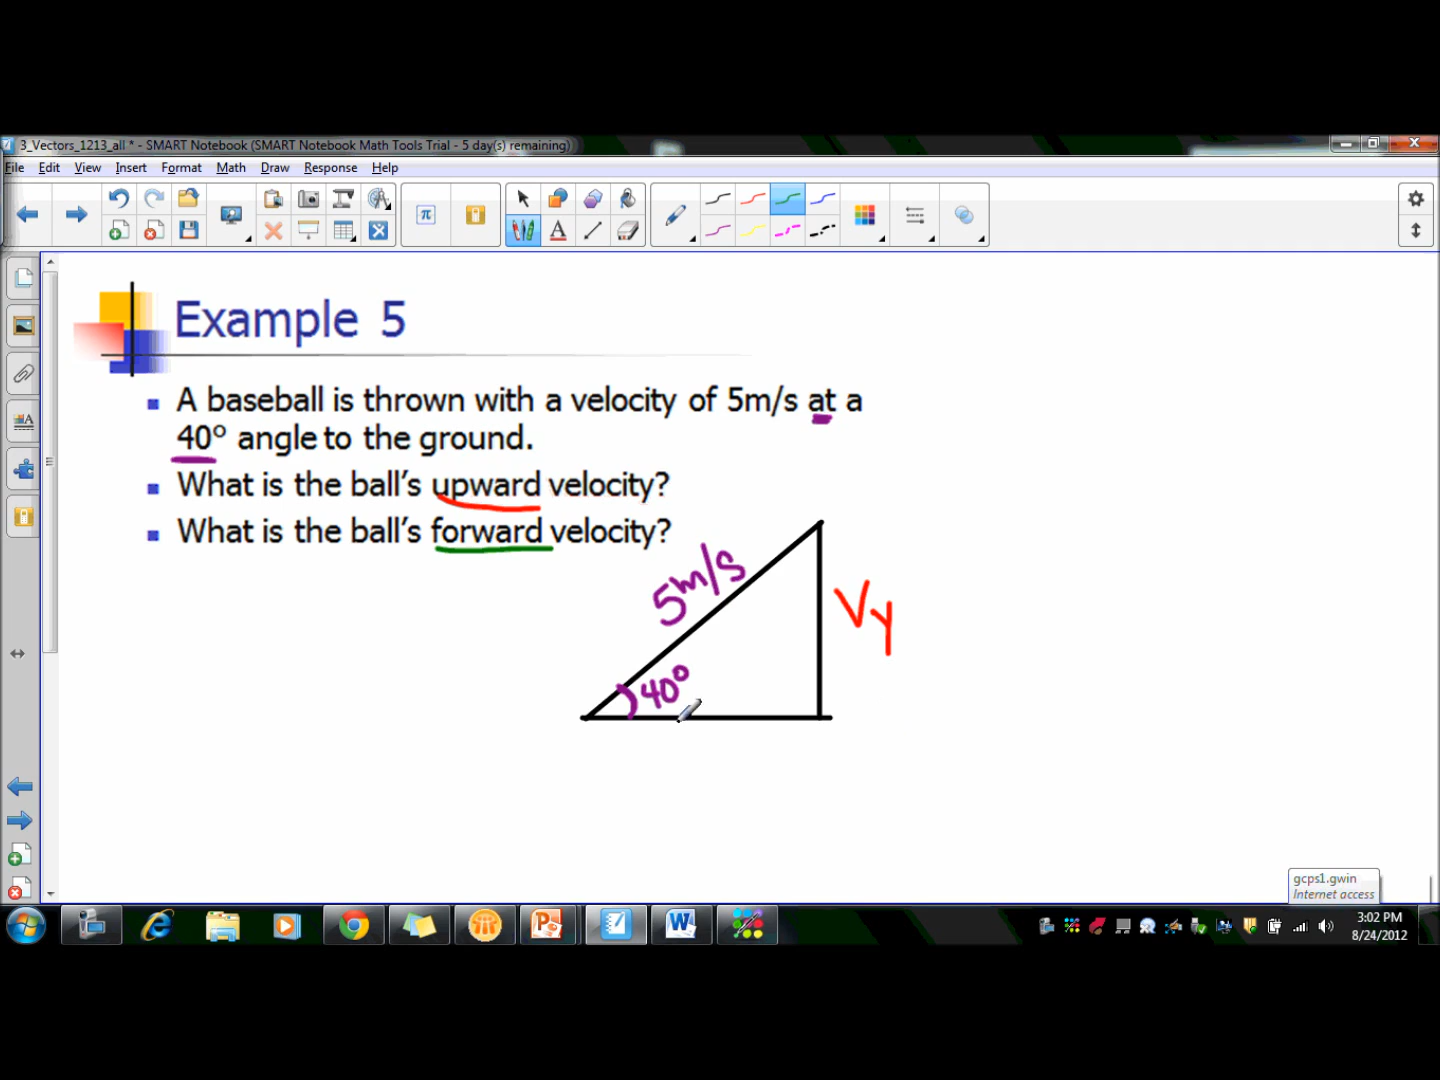 3_Vectors_1213_all * - SMART Notebook (SMART Notebook Math Tools Trial - 5 day(s) remaining)
File Edit View Insert Format Math Draw Response Help
Example 5
A baseball is thrown with a velocity of 5m/s at a
40° angle to the ground.
What is the ball's upward velocity?
What is the ball's forward velocity?
5 m/s
Vy
40°
gcps1.gwin
Internet access
3:02 PM
8/24/2012